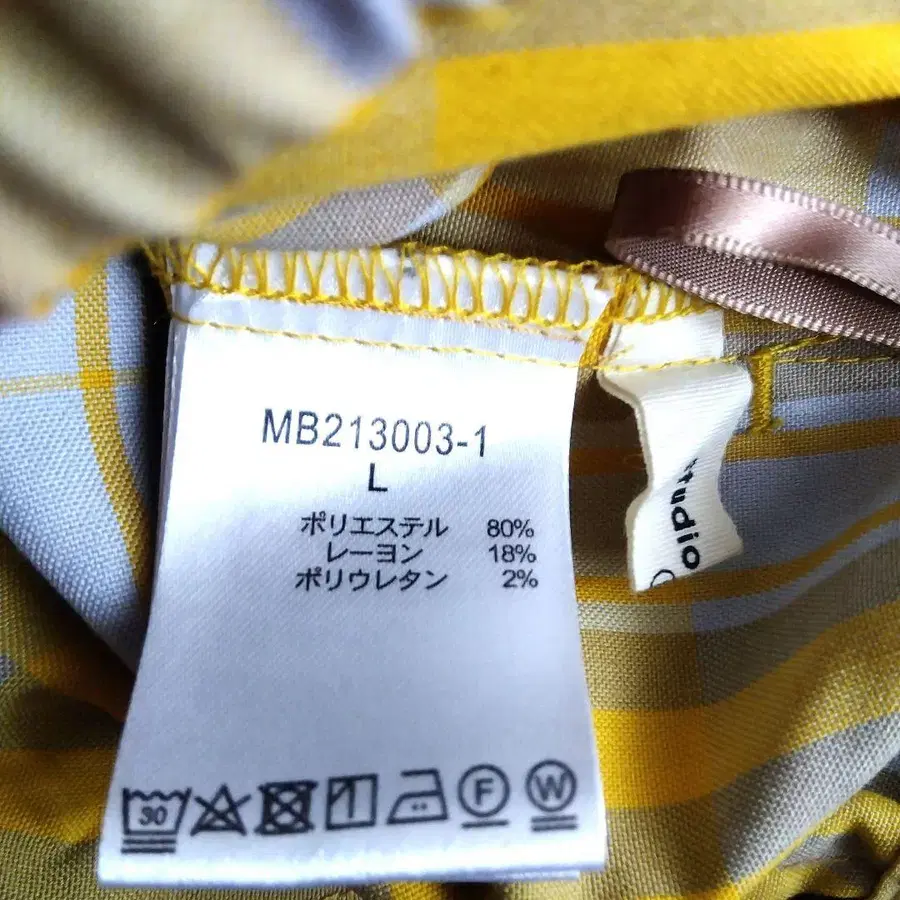 MB213003-1
L
ポリエステル 80%
レーヨン 18%
ポリウレタン 2%
30 F W
tudio